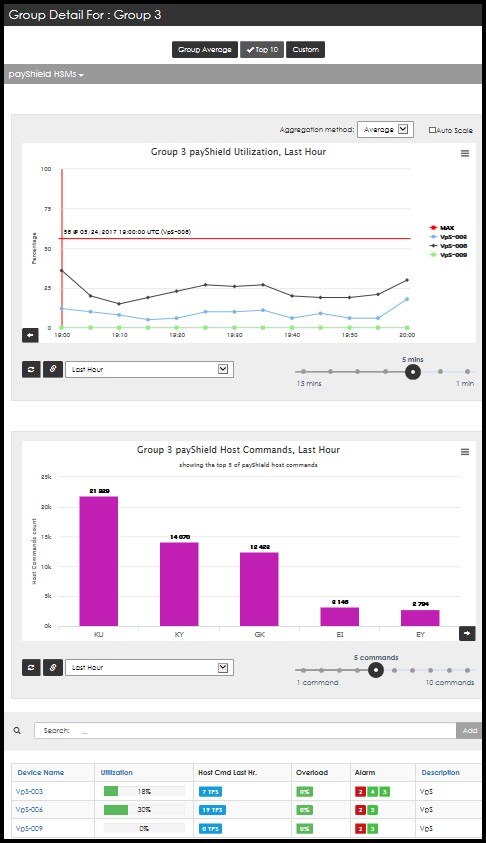 Group Detail For : Group 3
Group Average Top 10 Custom
payShield HSMs
Aggregation method: Average Auto Scale
Group 3 payShield Utilization, Last Hour
100
75
50
25
0
Percentage
56 @ 05/24/2017 19:00:00 UTC (VpS-006)
MAX
VpS-003
VpS-006
VpS-009
19:00 19:10 19:20 19:30 19:40 19:50 20:00
Last Hour
5 mins
15 mins 1 min
Group 3 payShield Host Commands, Last Hour
showing the top 5 of payShield host commands
25k
20k
15k
10k
5k
0k
Host Commands count
14 070
2 794
KU KY GK EI EY
Last Hour
5 commands
1 command 10 commands
Search: ... Add
Device Name Utilization Host Cmd Last Hr. Overload Alarm Description
VpS-003 18% 7 TPS 0% 2 4 3 VpS
VpS-006 30% 19 TPS 0% 2 3 VpS
VpS-009 0% 0 TPS 0% 2 3 VpS